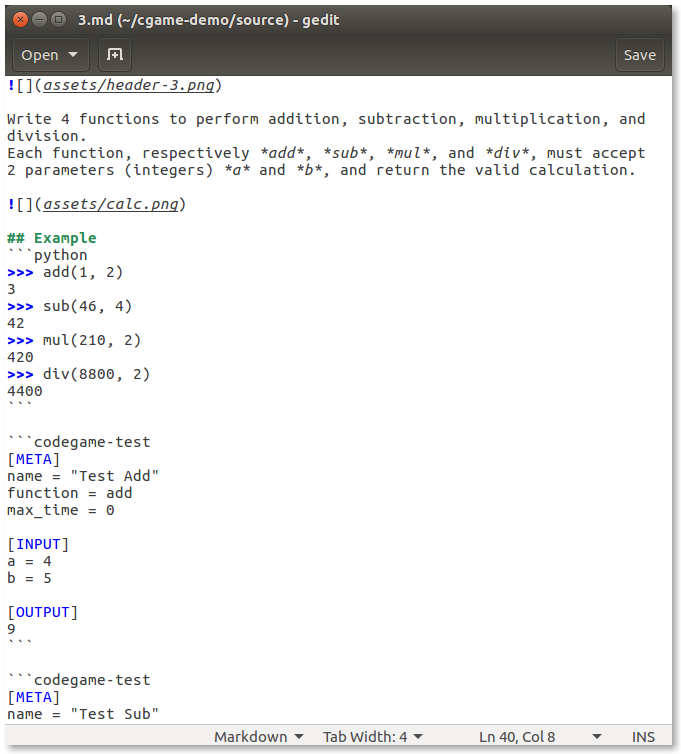 3.md (~/cgame-demo/source) - gedit
Open
Save
![](assets/header-3.png)
Write 4 functions to perform addition, subtraction, multiplication, and
division.
Each function, respectively *add*, *sub*, *mul*, and *div*, must accept
2 parameters (integers) *a* and *b*, and return the valid calculation.
![](assets/calc.png)
## Example
```python
>>> add(1, 2)
3
>>> sub(46, 4)
42
>>> mul(210, 2)
420
>>> div(8800, 2)
4400
```
```codegame-test
[META]
name = "Test Add"
function = add
max_time = 0
[INPUT]
a = 4
b = 5
[OUTPUT]
9
```
```codegame-test
[META]
name = "Test Sub"
Markdown Tab Width: 4 Ln 40, Col 8 INS